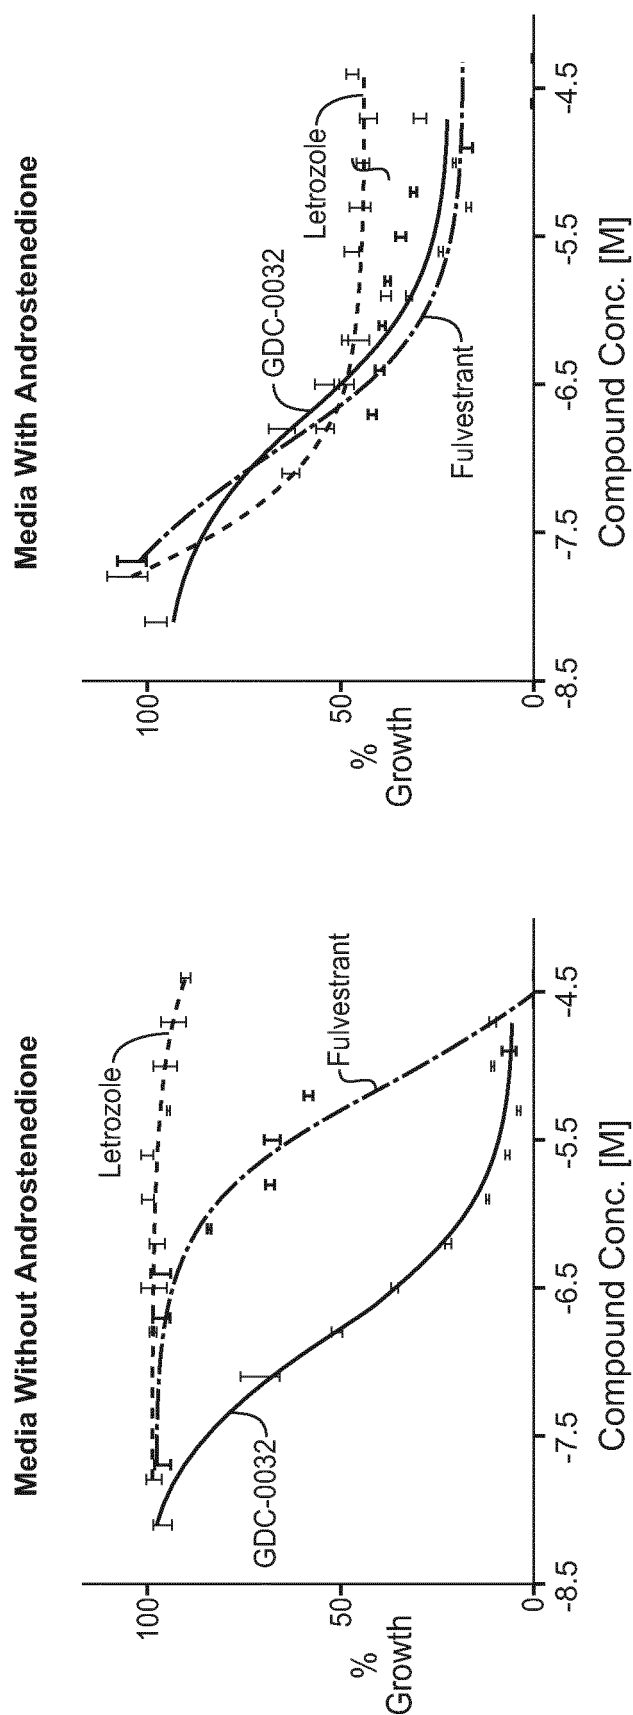 Media Without Androstenedione
%
Growth
100
50
0
Letrozole
Fulvestrant
GDC-0032
-8.5
-7.5
-6.5
-5.5
-4.5
Compound Conc. [M]
Media With Androstenedione
%
Growth
100
50
0
Letrozole
GDC-0032
Fulvestrant
-8.5
-7.5
-6.5
-5.5
-4.5
Compound Conc. [M]